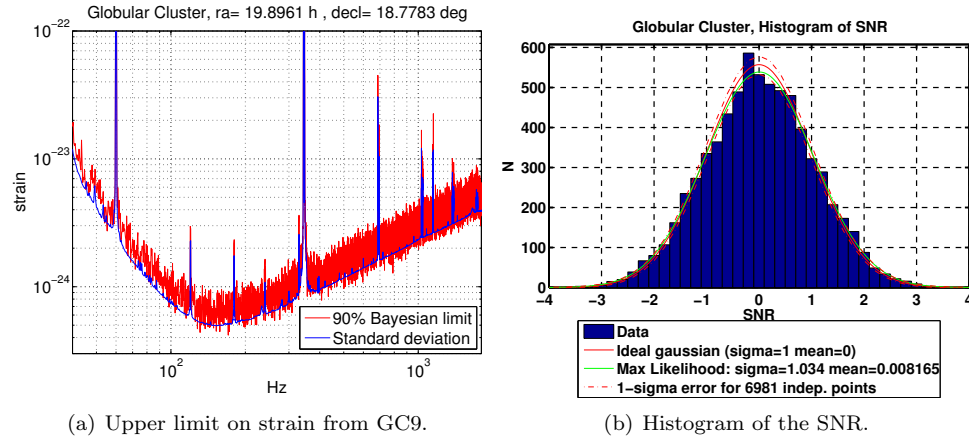 Globular Cluster, ra= 19.8961 h , decl= 18.7783 deg
10^-22
10^-23
10^-24
strain
10^2
10^3
Hz
90% Bayesian limit
Standard deviation
(a) Upper limit on strain from GC9.
Globular Cluster, Histogram of SNR
600
500
400
300
200
100
0
N
−4 −3 −2 −1 0 1 2 3 4
SNR
Data
Ideal gaussian (sigma=1 mean=0)
Max Likelihood: sigma=1.034 mean=0.008165
1−sigma error for 6981 indep. points
(b) Histogram of the SNR.